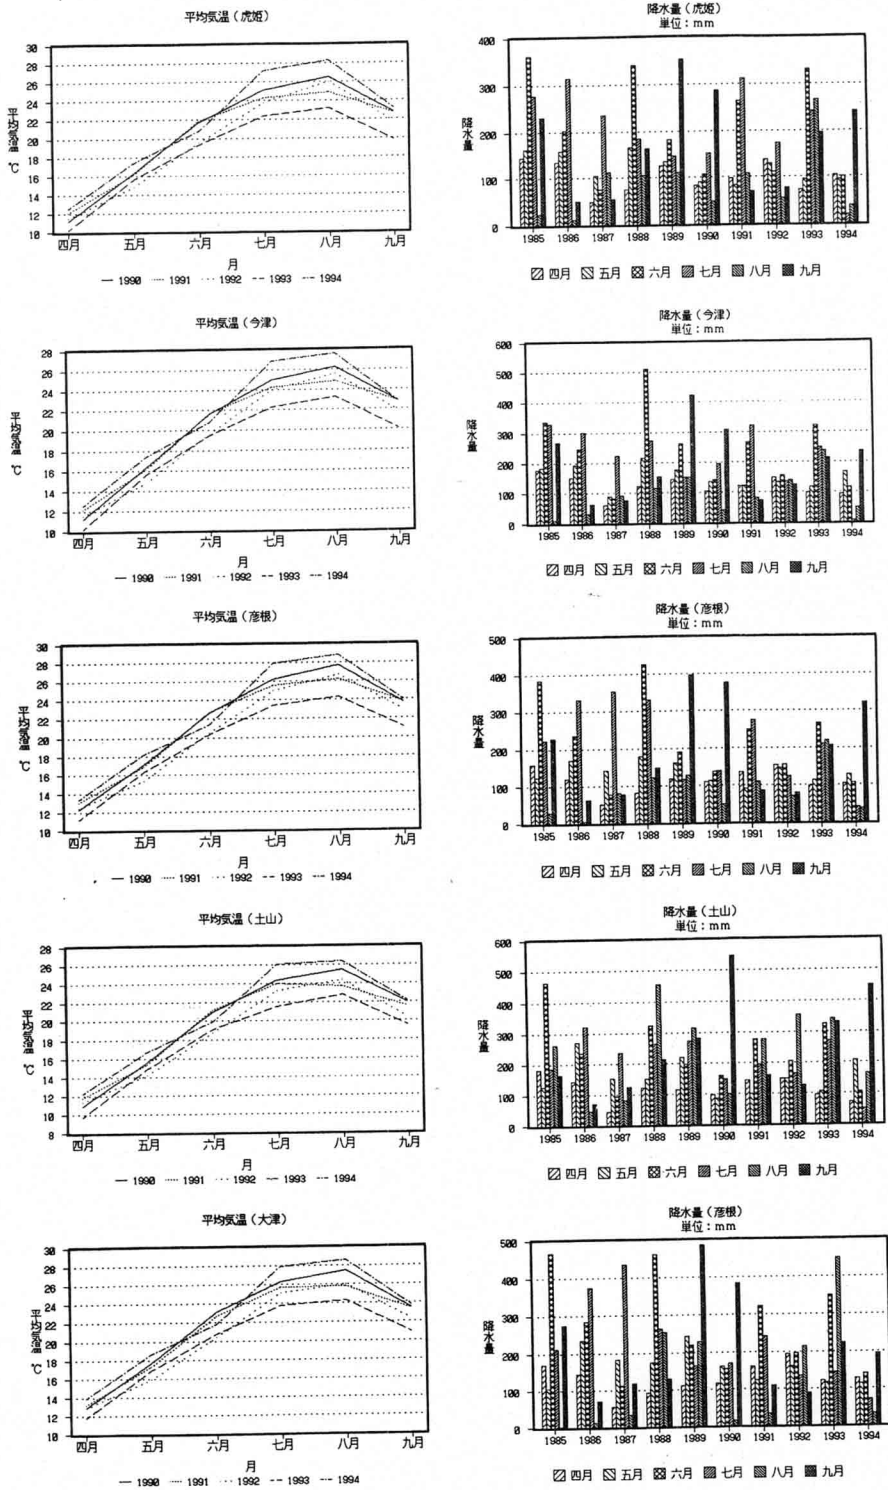 平均気温（虎姫）
30
28
26
24
22
20
18
16
14
12
10
平均気温 ℃
四月 五月 六月 七月 八月 九月
月
1990 1991 1992 1993 1994
降水量（虎姫）
単位：mm
400
300
200
100
0
降水量
1985 1986 1987 1988 1989 1990 1991 1992 1993 1994
四月 五月 六月 七月 八月 九月
平均気温（今津）
28
26
24
22
20
18
16
14
12
10
平均気温 ℃
四月 五月 六月 七月 八月 九月
月
1990 1991 1992 1993 1994
降水量（今津）
単位：mm
600
500
400
300
200
100
0
降水量
1985 1986 1987 1988 1989 1990 1991 1992 1993 1994
四月 五月 六月 七月 八月 九月
平均気温（彦根）
30
28
26
24
22
20
18
16
14
12
10
平均気温 ℃
四月 五月 六月 七月 八月 九月
月
1990 1991 1992 1993 1994
降水量（彦根）
単位：mm
500
400
300
200
100
0
降水量
1985 1986 1987 1988 1989 1990 1991 1992 1993 1994
四月 五月 六月 七月 八月 九月
平均気温（土山）
28
26
24
22
20
18
16
14
12
10
8
平均気温 ℃
四月 五月 六月 七月 八月 九月
月
1990 1991 1992 1993 1994
降水量（土山）
単位：mm
600
500
400
300
200
100
0
降水量
1985 1986 1987 1988 1989 1990 1991 1992 1993 1994
四月 五月 六月 七月 八月 九月
平均気温（大津）
30
28
26
24
22
20
18
16
14
12
10
平均気温 ℃
四月 五月 六月 七月 八月 九月
月
1990 1991 1992 1993 1994
降水量（彦根）
単位：mm
500
400
300
200
100
0
降水量
1985 1986 1987 1988 1989 1990 1991 1992 1993 1994
四月 五月 六月 七月 八月 九月